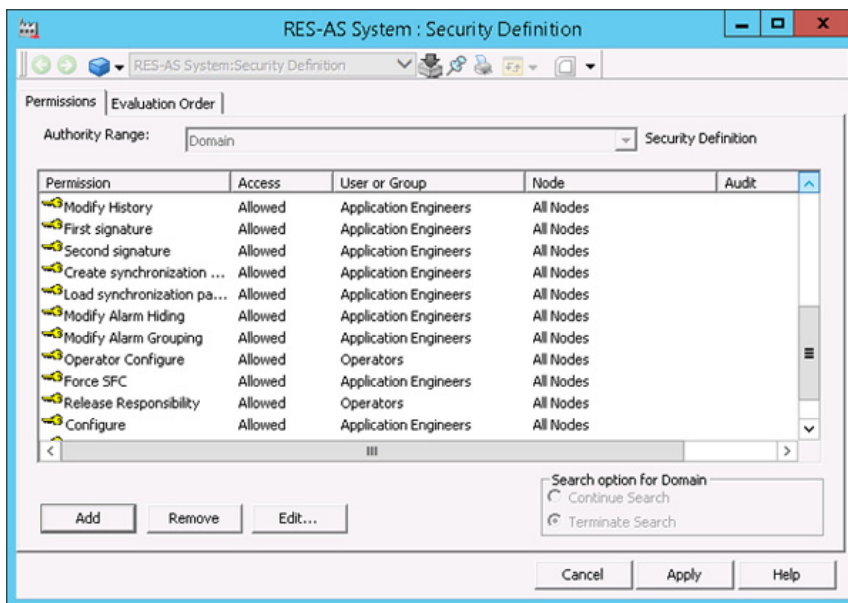 RES-AS System : Security Definition
RES-AS System:Security Definition
Permissions Evaluation Order
Authority Range: Domain Security Definition
Permission Access User or Group Node Audit
Modify History Allowed Application Engineers All Nodes
First signature Allowed Application Engineers All Nodes
Second signature Allowed Application Engineers All Nodes
Create synchronization ... Allowed Application Engineers All Nodes
Load synchronization pa... Allowed Application Engineers All Nodes
Modify Alarm Hiding Allowed Application Engineers All Nodes
Modify Alarm Grouping Allowed Application Engineers All Nodes
Operator Configure Allowed Operators All Nodes
Force SFC Allowed Application Engineers All Nodes
Release Responsibility Allowed Operators All Nodes
Configure Allowed Application Engineers All Nodes
Search option for Domain
Continue Search
Add Remove Edit... Terminate Search
Cancel Apply Help